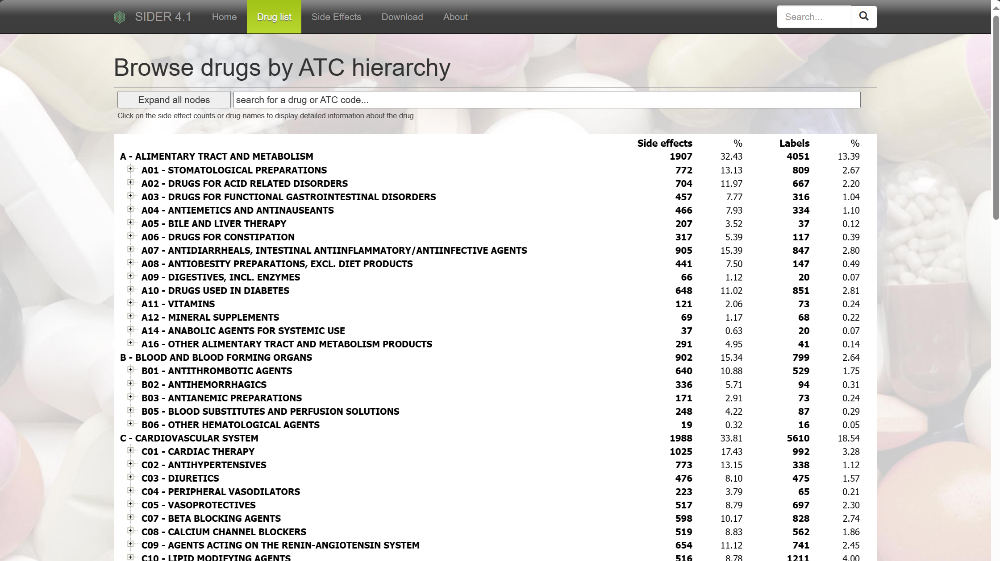 SIDER 4.1 Home Drug list Side Effects Download About Search...
Browse drugs by ATC hierarchy
Expand all nodes search for a drug or ATC code...
Click on the side effect counts or drug names to display detailed information about the drug.
Side effects % Labels %
A - ALIMENTARY TRACT AND METABOLISM 1907 32.43 4051 13.39
A01 - STOMATOLOGICAL PREPARATIONS 772 13.13 809 2.67
A02 - DRUGS FOR ACID RELATED DISORDERS 704 11.97 667 2.20
A03 - DRUGS FOR FUNCTIONAL GASTROINTESTINAL DISORDERS 457 7.77 316 1.04
A04 - ANTIEMETICS AND ANTINAUSEANTS 466 7.93 334 1.10
A05 - BILE AND LIVER THERAPY 207 3.52 37 0.12
A06 - DRUGS FOR CONSTIPATION 317 5.39 117 0.39
A07 - ANTIDIARRHEALS, INTESTINAL ANTIINFLAMMATORY/ANTIINFECTIVE AGENTS 905 15.39 847 2.80
A08 - ANTIOBESITY PREPARATIONS, EXCL. DIET PRODUCTS 441 7.50 147 0.49
A09 - DIGESTIVES, INCL. ENZYMES 66 1.12 20 0.07
A10 - DRUGS USED IN DIABETES 648 11.02 851 2.81
A11 - VITAMINS 121 2.06 73 0.24
A12 - MINERAL SUPPLEMENTS 69 1.17 68 0.22
A14 - ANABOLIC AGENTS FOR SYSTEMIC USE 37 0.63 20 0.07
A16 - OTHER ALIMENTARY TRACT AND METABOLISM PRODUCTS 291 4.95 41 0.14
B - BLOOD AND BLOOD FORMING ORGANS 902 15.34 799 2.64
B01 - ANTITHROMBOTIC AGENTS 640 10.88 529 1.75
B02 - ANTIHEMORRHAGICS 336 5.71 94 0.31
B03 - ANTIANEMIC PREPARATIONS 171 2.91 73 0.24
B05 - BLOOD SUBSTITUTES AND PERFUSION SOLUTIONS 248 4.22 87 0.29
B06 - OTHER HEMATOLOGICAL AGENTS 19 0.32 16 0.05
C - CARDIOVASCULAR SYSTEM 1988 33.81 5610 18.54
C01 - CARDIAC THERAPY 1025 17.43 992 3.28
C02 - ANTIHYPERTENSIVES 773 13.15 338 1.12
C03 - DIURETICS 476 8.10 475 1.57
C04 - PERIPHERAL VASODILATORS 223 3.79 65 0.21
C05 - VASOPROTECTIVES 517 8.79 697 2.30
C07 - BETA BLOCKING AGENTS 598 10.17 828 2.74
C08 - CALCIUM CHANNEL BLOCKERS 519 8.83 562 1.86
C09 - AGENTS ACTING ON THE RENIN-ANGIOTENSIN SYSTEM 654 11.12 741 2.45
C10 - LIPID MODIFYING AGENTS 516 8.78 1211 4.00